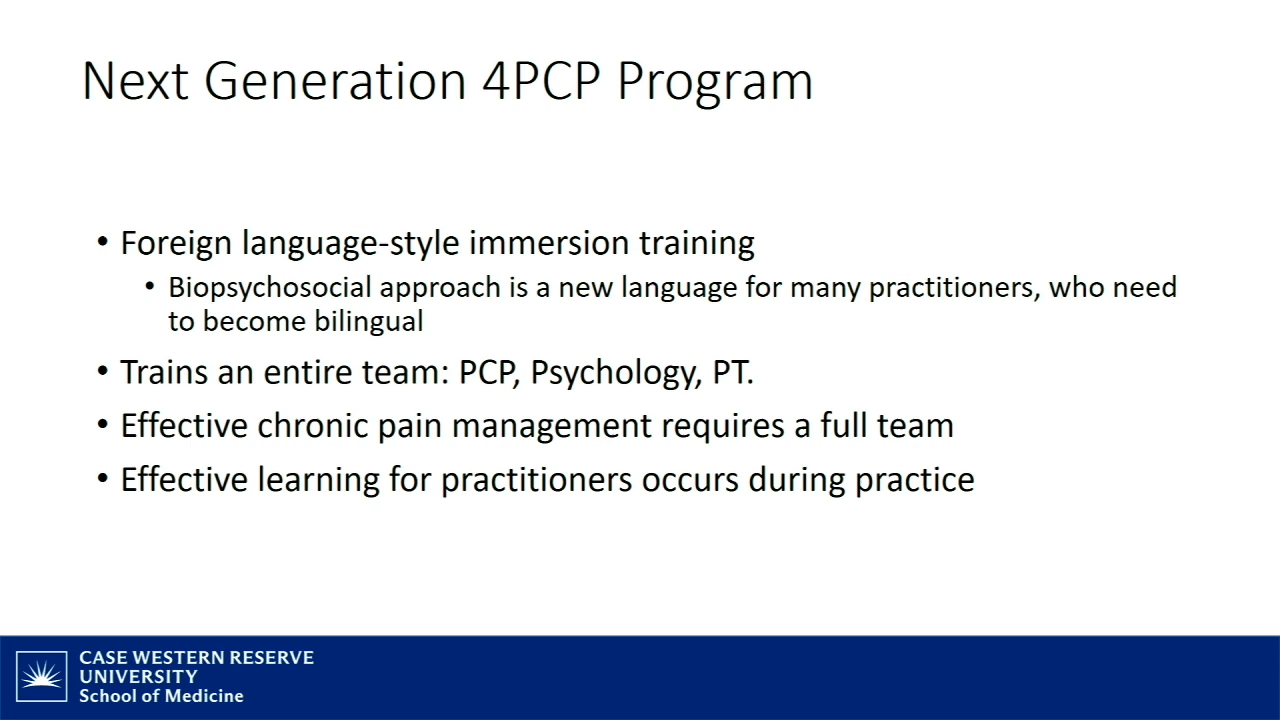 Next Generation 4PCP Program
• Foreign language-style immersion training
• Biopsychosocial approach is a new language for many practitioners, who need
to become bilingual
• Trains an entire team: PCP, Psychology, PT.
• Effective chronic pain management requires a full team
• Effective learning for practitioners occurs during practice
CASE WESTERN RESERVE
UNIVERSITY
School of Medicine